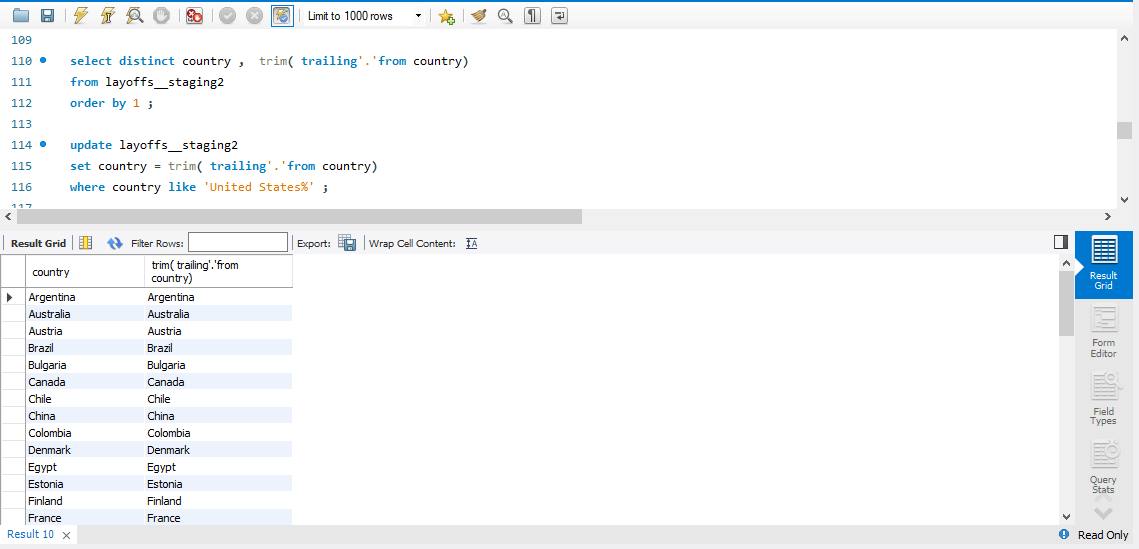 Limit to 1000 rows
109
110 select distinct country ,  trim( trailing'.'from country)
111 from layoffs__staging2
112 order by 1 ;
113
114 update layoffs__staging2
115 set country = trim( trailing'.'from country)
116 where country like 'United States%' ;
117
Result Grid Filter Rows: Export: Wrap Cell Content: IA
country trim( trailing'.'from country)
Argentina Argentina
Australia Australia
Austria Austria
Brazil Brazil
Bulgaria Bulgaria
Canada Canada
Chile Chile
China China
Colombia Colombia
Denmark Denmark
Egypt Egypt
Estonia Estonia
Finland Finland
France France
Result
Grid
Form
Editor
Field
Types
Query
Stats
Result 10 Read Only